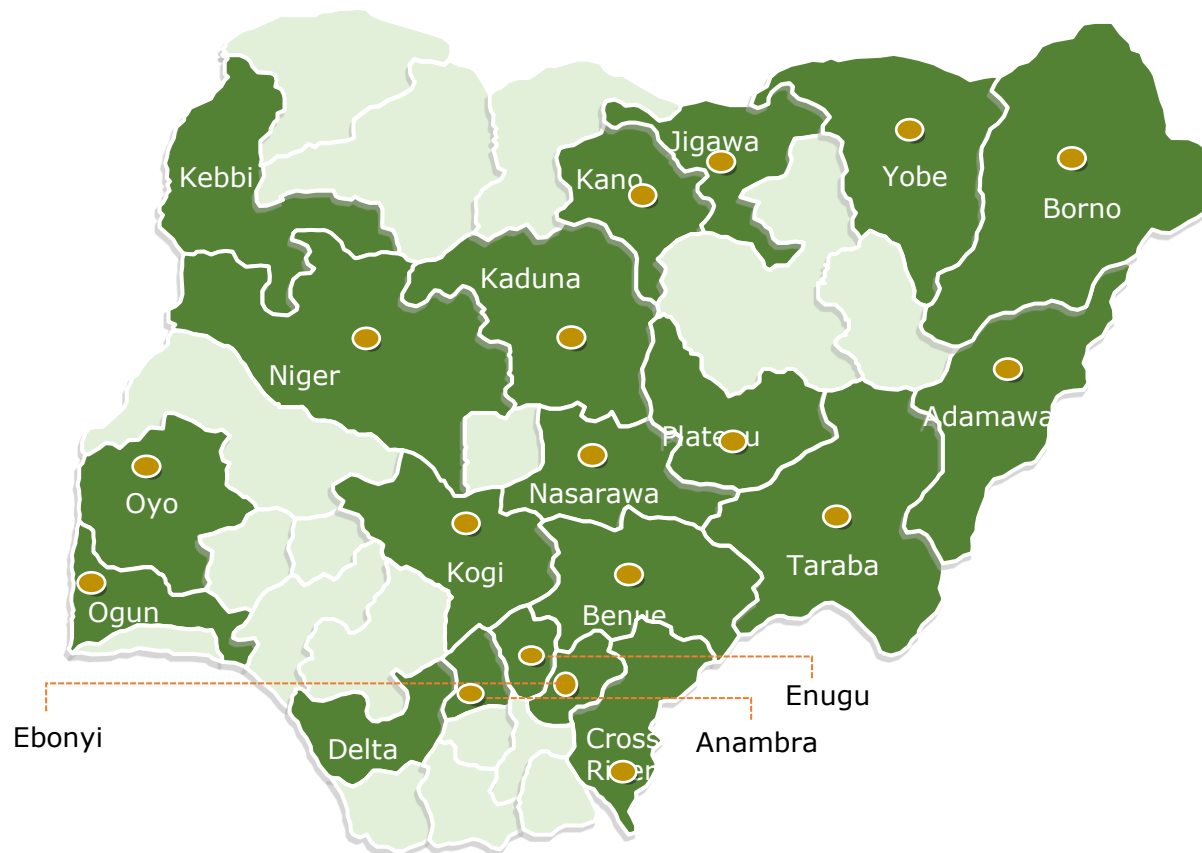 Jigawa
Kebbi
Kano
Yobe
Borno
Kaduna
Niger
Adamawa
Plateau
Nasarawa
Oyo
Kogi
Taraba
Ogun
Benue
Enugu
Ebonyi
Anambra
Delta
Cross
River